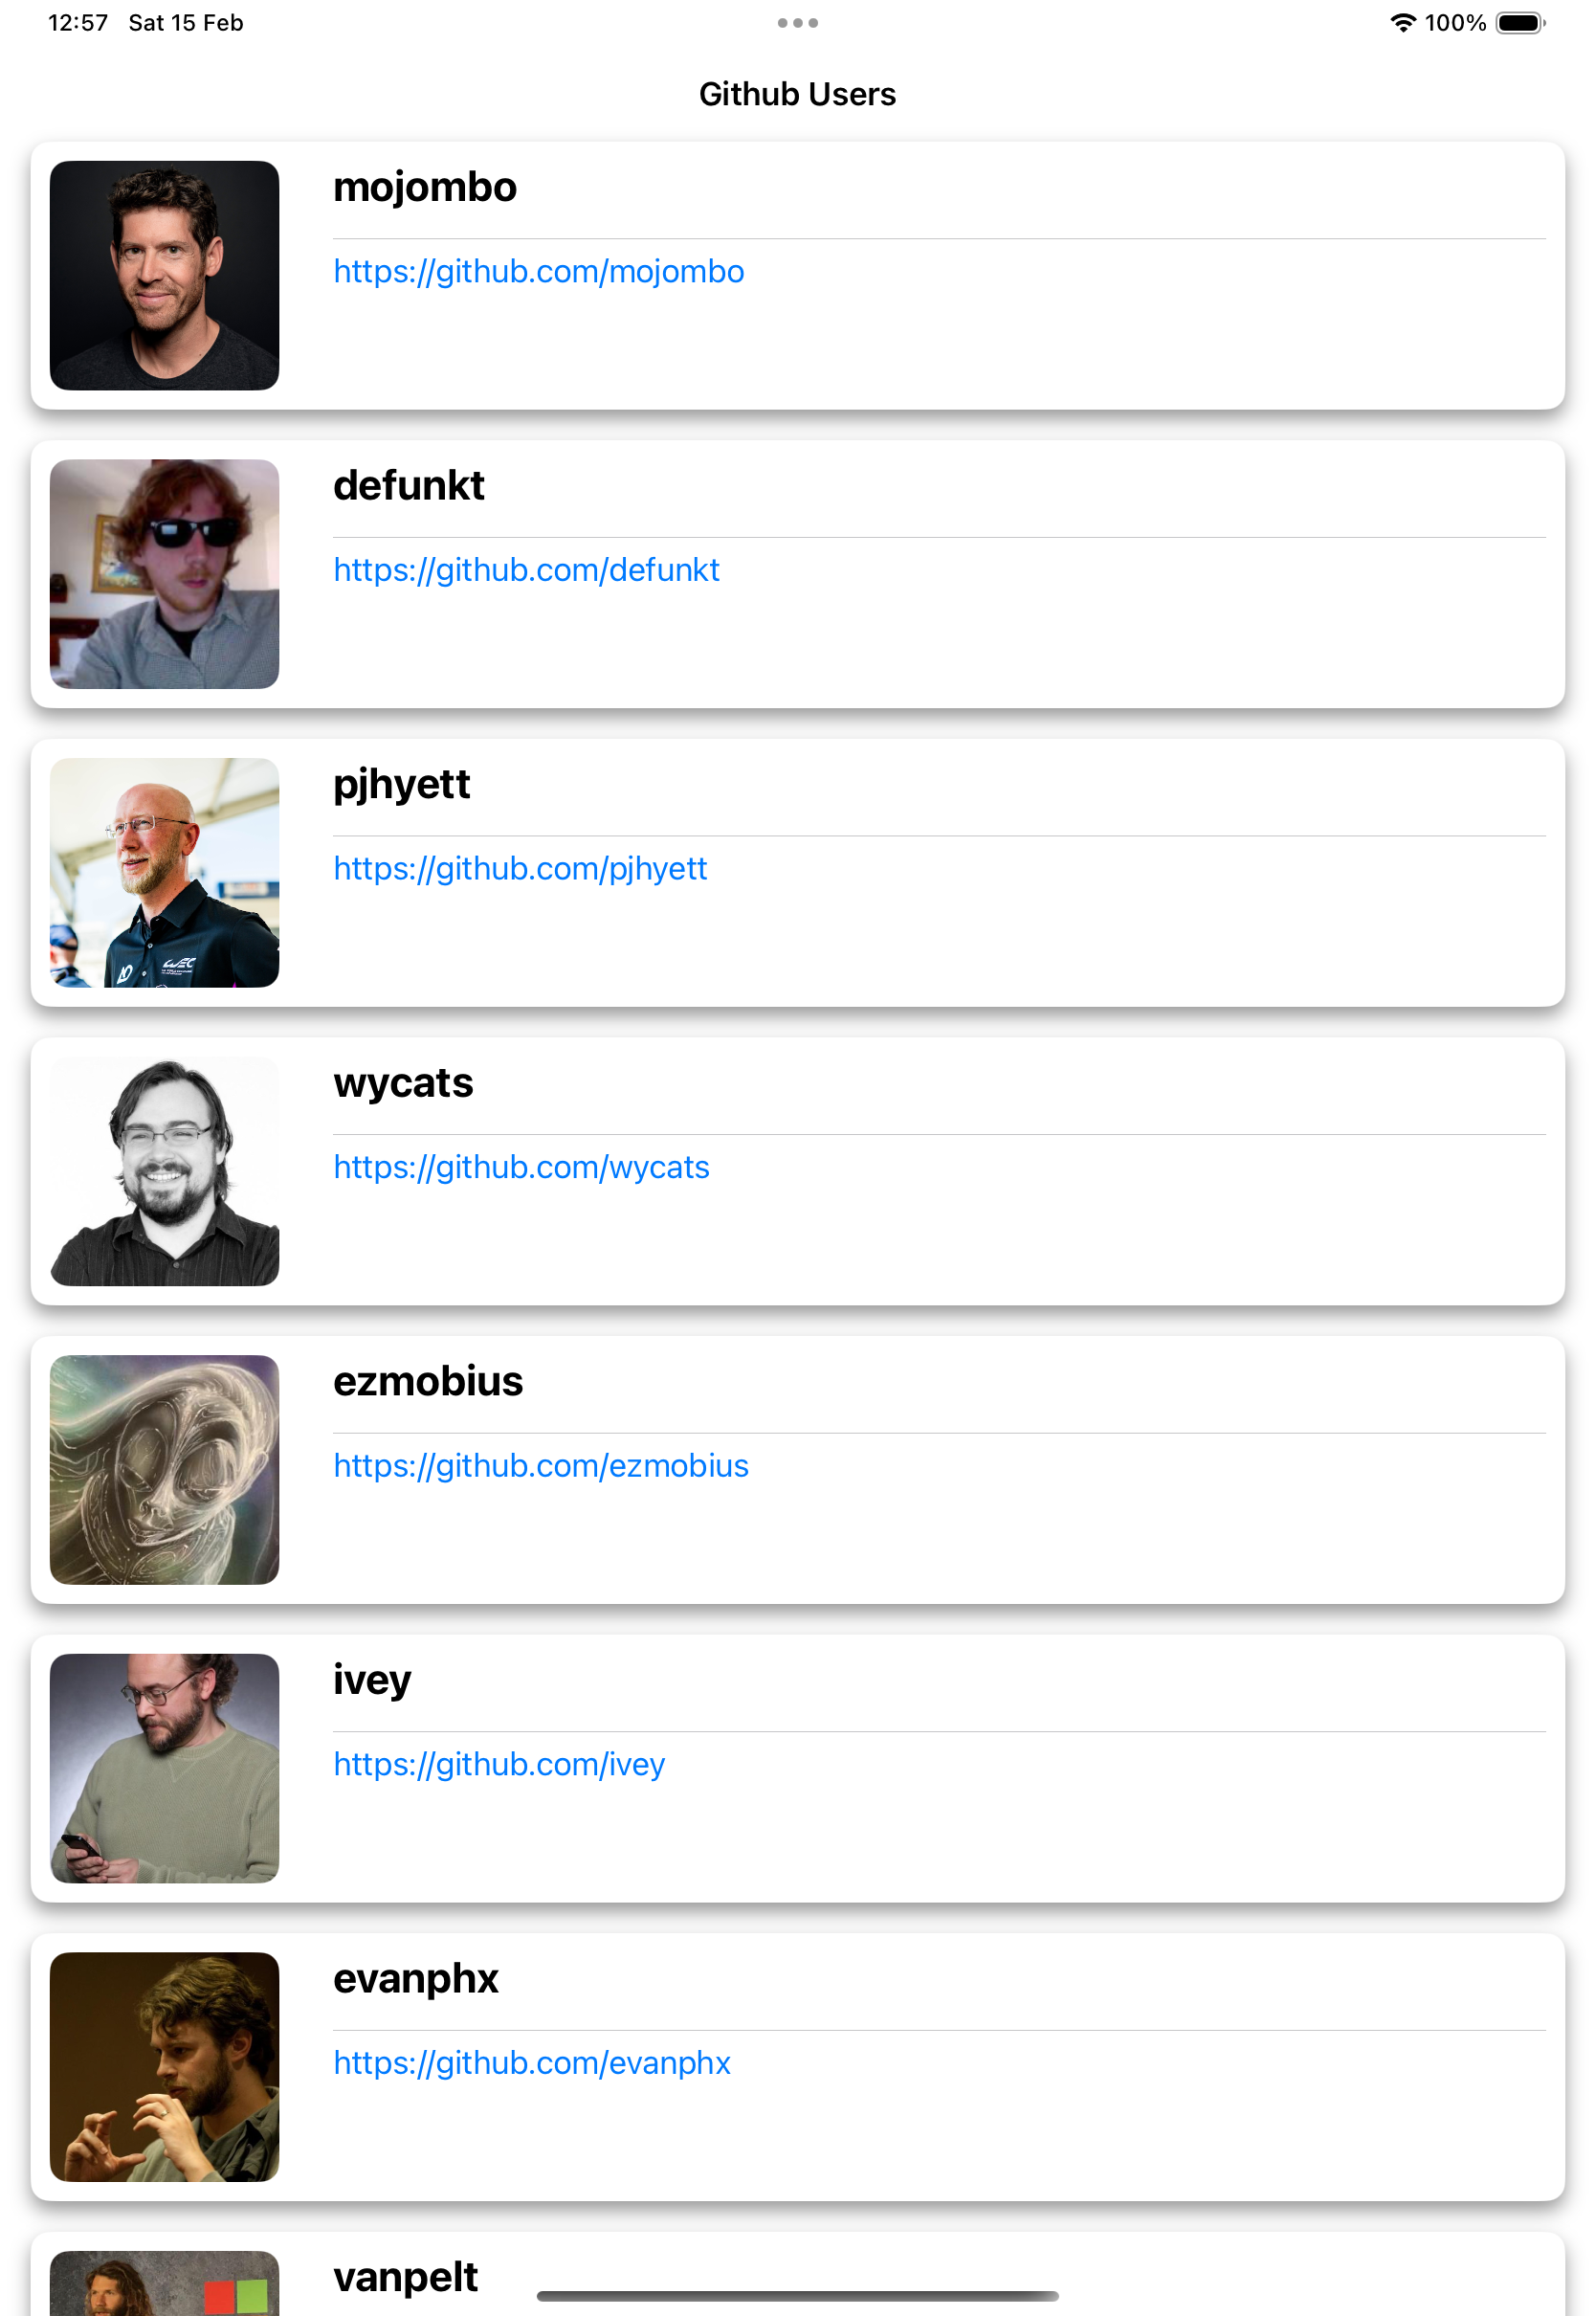 12:57 Sat 15 Feb
100%
Github Users
mojombo
https://github.com/mojombo
defunkt
https://github.com/defunkt
pjhyett
https://github.com/pjhyett
WEC
wycats
https://github.com/wycats
ezmobius
https://github.com/ezmobius
ivey
https://github.com/ivey
evanphx
https://github.com/evanphx
vanpelt